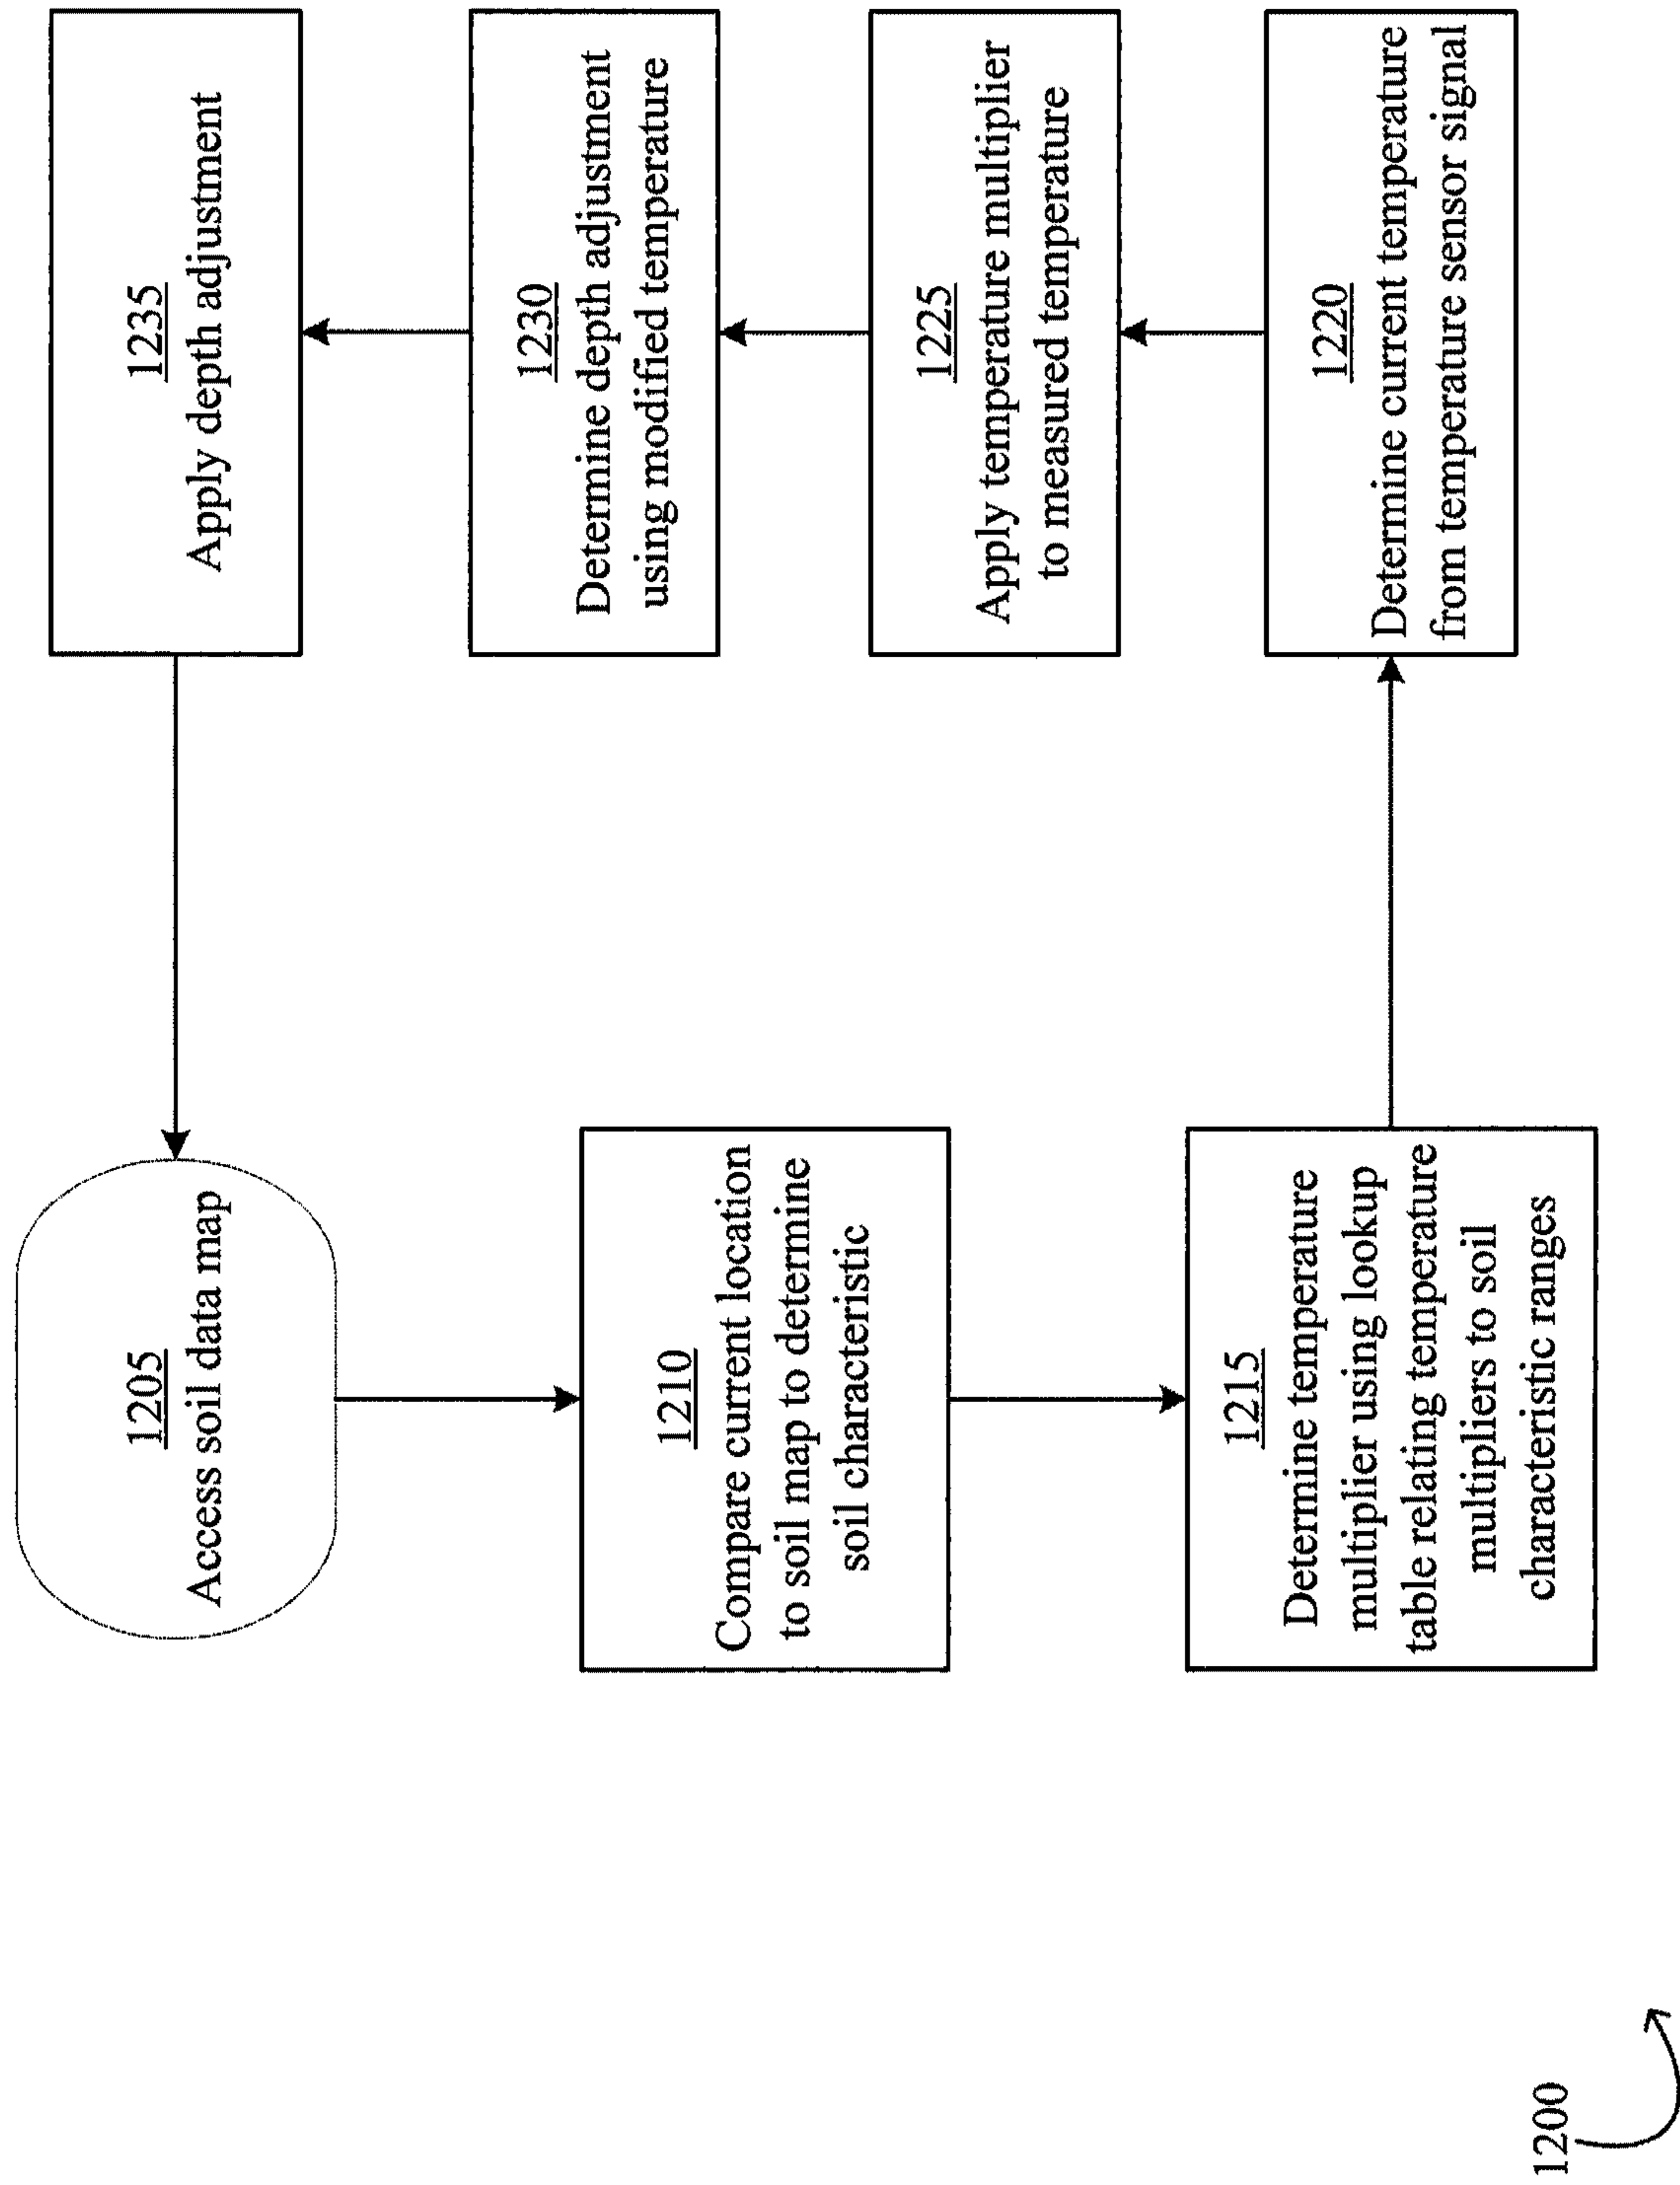 1205
Access soil data map
1210
Compare current location
to soil map to determine
soil characteristic
1215
Determine temperature
multiplier using lookup
table relating temperature
multipliers to soil
characteristic ranges
1220
Determine current temperature
from temperature sensor signal
1225
Apply temperature multiplier
to measured temperature
1230
Determine depth adjustment
using modified temperature
1235
Apply depth adjustment
1200